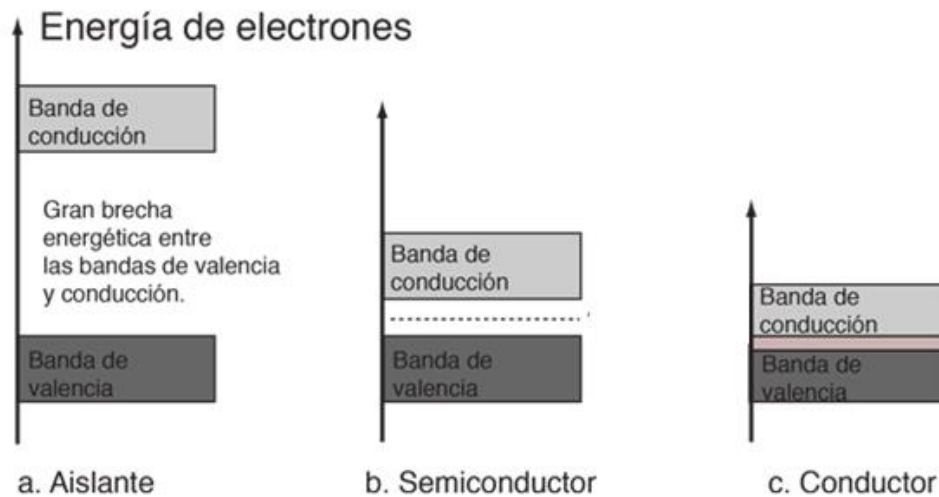 Energía de electrones
Banda de
conducción
Gran brecha
energética entre
las bandas de valencia
y conducción.
Banda de
valencia
a. Aislante
Banda de
conducción
Banda de
valencia
b. Semiconductor
Banda de
conducción
Banda de
valencia
c. Conductor